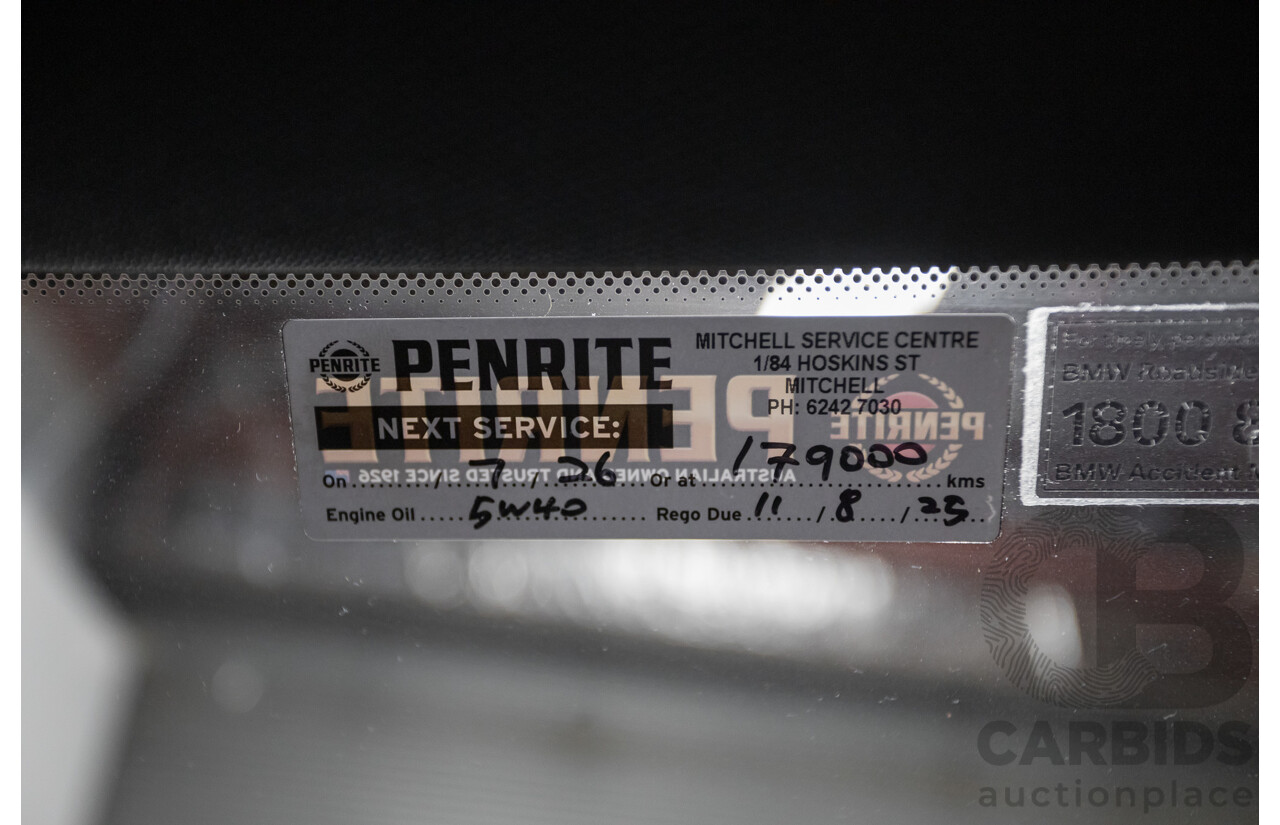 PENRITE
PENRITE
MITCHELL SERVICE CENTRE
1/84 HOSKINS ST
MITCHELL
PH: 6242 7030
NEXT SERVICE:
On ...../..7../..26.... Or at 179000 kms
Engine Oil ..... 5W40 ......... Rego Due 11 ...../.8..../...25
PENRITE
PENRITE
AUSTRALIAN OWNED AND TRUSTED SINCE 1926
BMW Roadside
1800
BMW Accident
CARBIDS
auctionplace